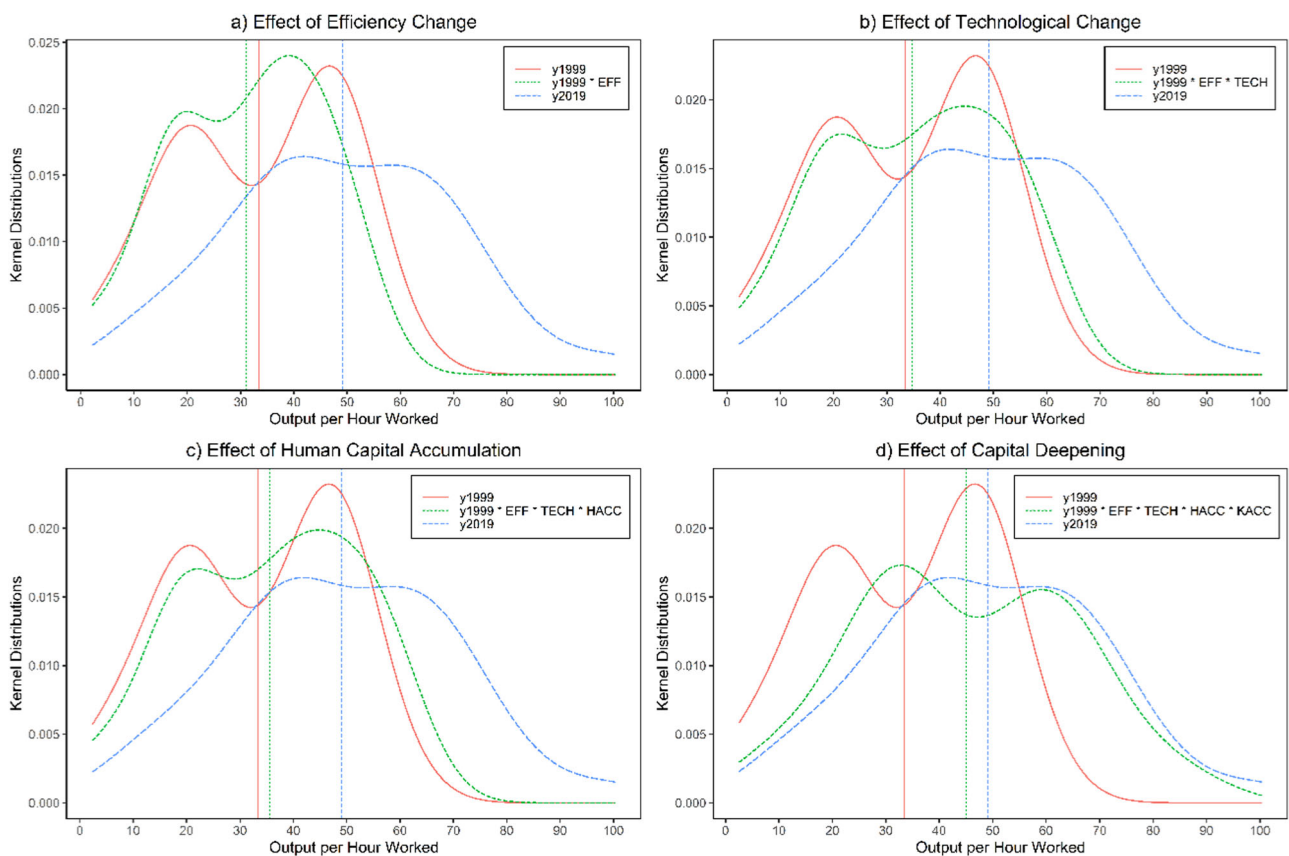 a) Effect of Efficiency Change
Kernel Distributions
0.025
0.020
0.015
0.010
0.005
0.000
y1999
y1999 * EFF
y2019
0 10 20 30 40 50 60 70 80 90 100
Output per Hour Worked
b) Effect of Technological Change
Kernel Distributions
0.020
0.015
0.010
0.005
0.000
y1999
y1999 * EFF * TECH
y2019
0 10 20 30 40 50 60 70 80 90 100
Output per Hour Worked
c) Effect of Human Capital Accumulation
Kernel Distributions
0.020
0.015
0.010
0.005
0.000
y1999
y1999 * EFF * TECH * HACC
y2019
0 10 20 30 40 50 60 70 80 90 100
Output per Hour Worked
d) Effect of Capital Deepening
Kernel Distributions
0.020
0.015
0.010
0.005
0.000
y1999
y1999 * EFF * TECH * HACC * KACC
y2019
0 10 20 30 40 50 60 70 80 90 100
Output per Hour Worked